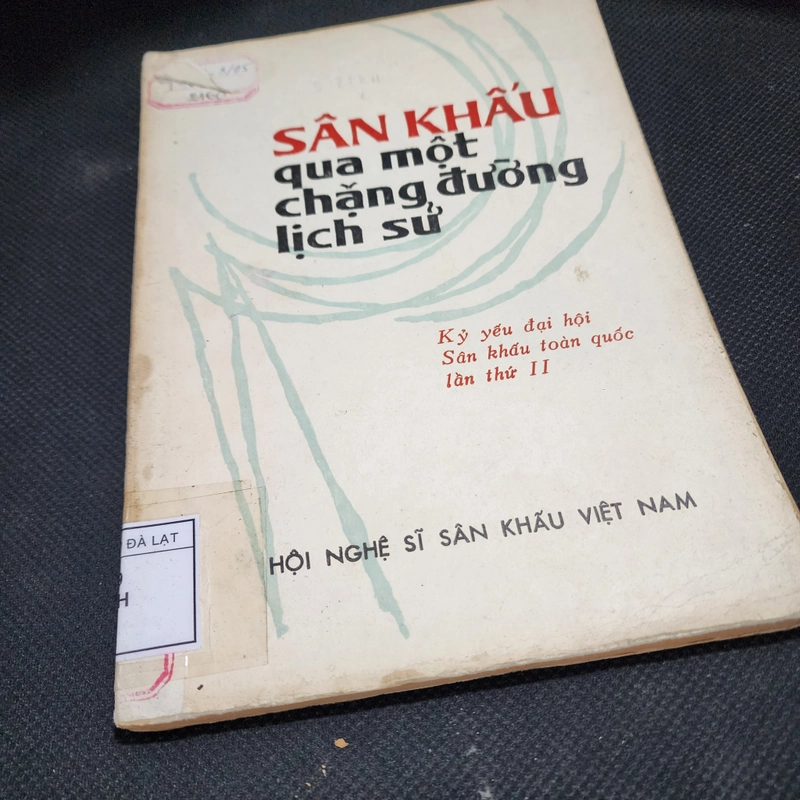 SÂN KHẤU
qua một
chặng đường
lịch sử
Kỷ yếu đại hội
Sân khấu toàn quốc
lần thứ II
HỘI NGHỆ SĨ SÂN KHẤU VIỆT NAM
ĐÀ LẠT
H